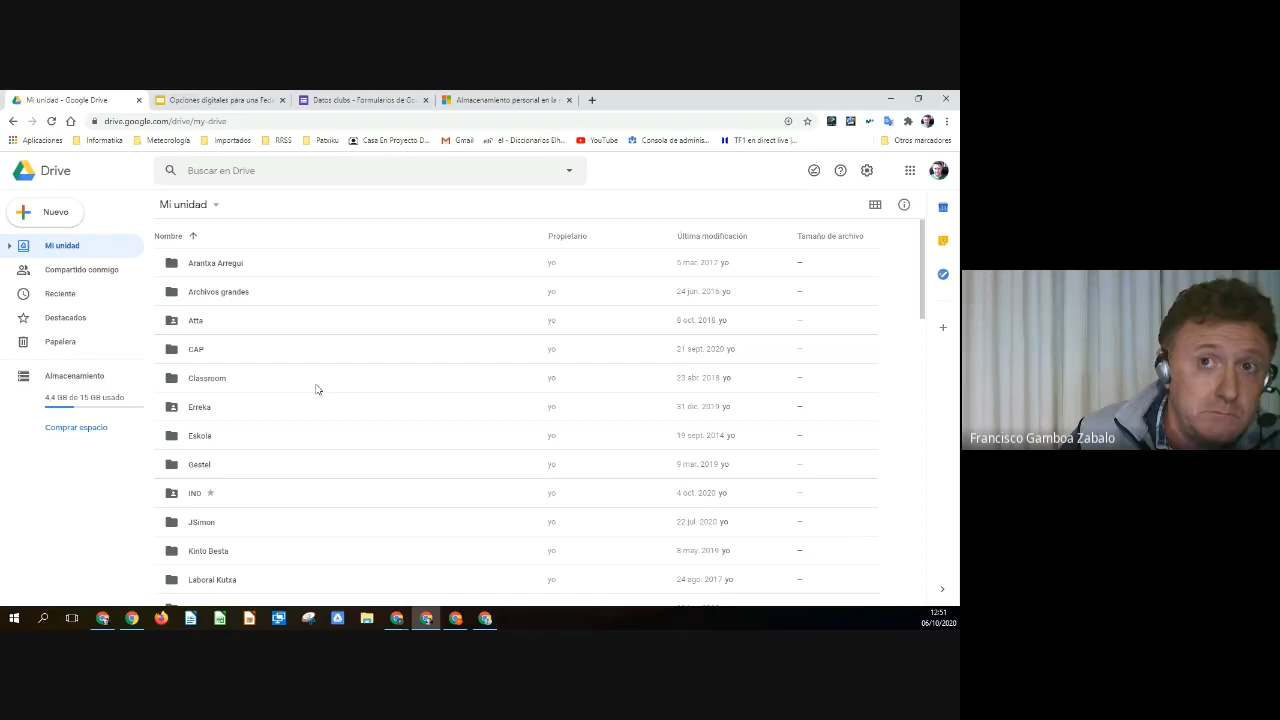 Mi unidad - Google Drive
Opciones digitales para una Fede
Datos clubs - Formularios de Go
Almacenamiento personal en la n
drive.google.com/drive/my-drive
Aplicaciones
Informatika
Meteorología
Importados
RRSS
Patxiku
Casa En Proyecto D...
Gmail
el - Diccionarios Elh...
YouTube
Consola de adminis...
TF1 en direct live |...
Otros marcadores
Drive
Buscar en Drive
Nuevo
Mi unidad
Compartido conmigo
Reciente
Destacados
Papelera
Almacenamiento
4,4 GB de 15 GB usado
Comprar espacio
Mi unidad
Nombre Propietario Última modificación Tamaño de archivo
Arantxa Arregui yo 5 mar. 2017 yo –
Archivos grandes yo 24 jun. 2016 yo –
Atta yo 8 oct. 2018 yo –
CAP yo 21 sept. 2020 yo –
Classroom yo 23 abr. 2018 yo –
Erreka yo 31 dic. 2019 yo –
Eskola yo 19 sept. 2014 yo –
Gestel yo 9 mar. 2019 yo –
IND yo 4 oct. 2020 yo –
JSimon yo 22 jul. 2020 yo –
Kinto Besta yo 8 may. 2019 yo –
Laboral Kutxa yo 24 ago. 2017 yo –
12:51
06/10/2020
Francisco Gamboa Zabalo